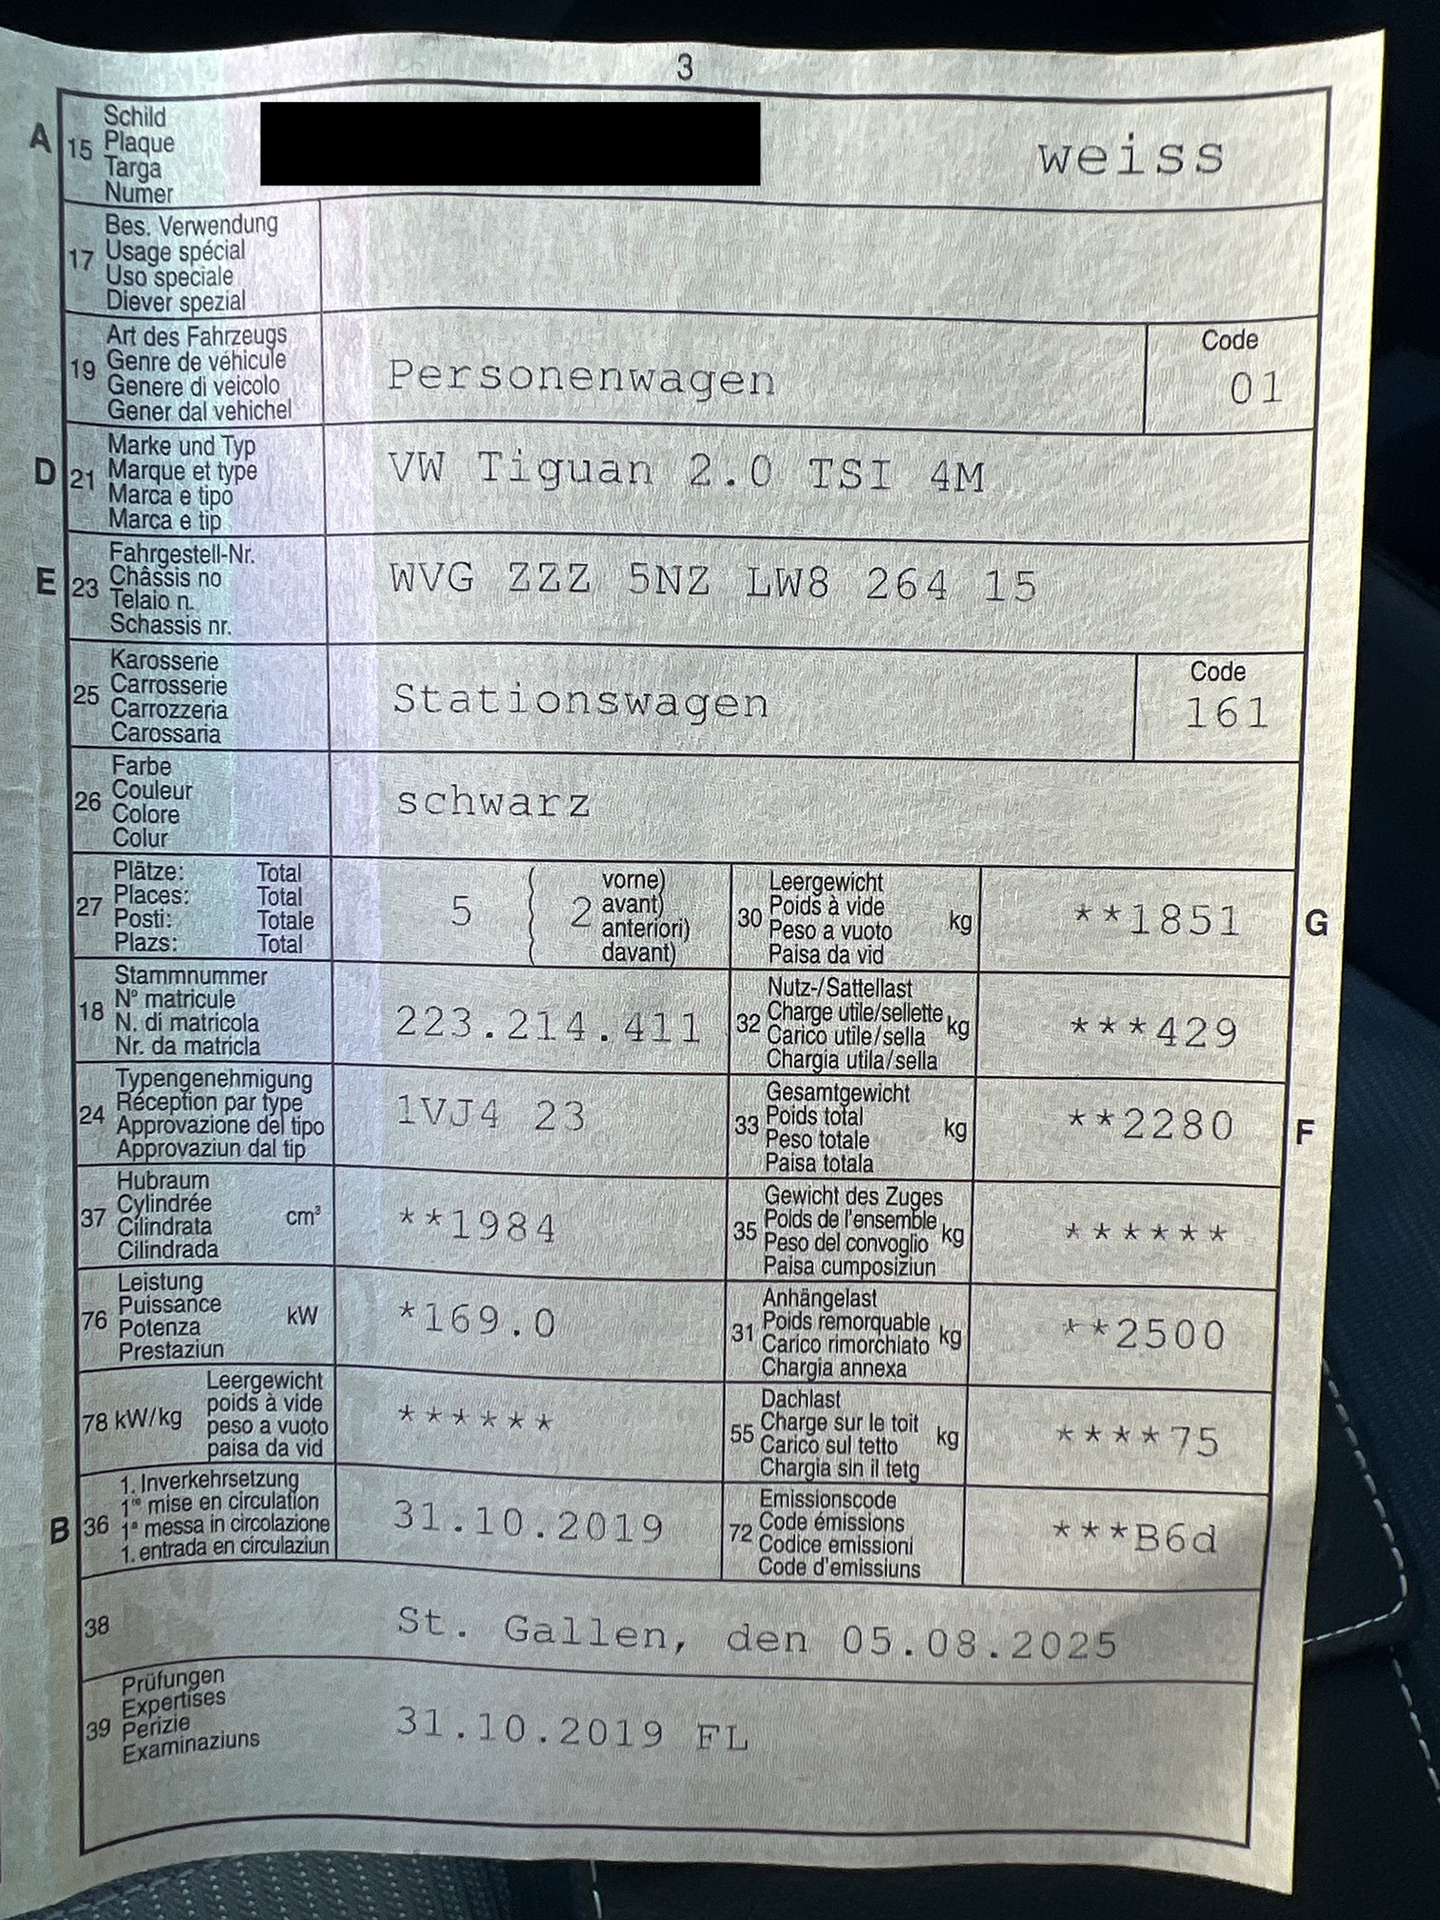 3
A 15 Schild
Plaque
Targa
Numer
weiss
17 Bes. Verwendung
Usage spécial
Uso speciale
Diever spezial
19 Art des Fahrzeugs
Genre de véhicule
Genere di veicolo
Gener dal vehichel
Personenwagen
Code
01
D 21 Marke und Typ
Marque et type
Marca e tipo
Marca e tip
VW Tiguan 2.0 TSI 4M
E 23 Fahrgestell-Nr.
Châssis no
Telaio n.
Schassis nr.
WVG ZZZ 5NZ LW8 264 15
25 Karosserie
Carrosserie
Carrozzeria
Carossaria
Stationswagen
Code
161
26 Farbe
Couleur
Colore
Colur
schwarz
27 Plätze: Total
Places: Total
Posti: Totale
Plazs: Total
5 ( 2 vorne)
avant)
anteriori)
davant)
30 Leergewicht
Poids à vide
Peso a vuoto
Paisa da vid
kg
**1851
G
18 Stammnummer
N° matricule
N. di matricola
Nr. da matricla
223.214.411
32 Nutz-/Sattellast
Charge utile/sellette
Carico utile/sella
Chargia utila/sella
kg
***429
24 Typengenehmigung
Réception par type
Approvazione del tipo
Approvaziun dal tip
1VJ4 23
33 Gesamtgewicht
Poids total
Peso totale
Paisa totala
kg
**2280
F
37 Hubraum
Cylindrée
Cilindrata
Cilindrada
cm³
**1984
35 Gewicht des Zuges
Poids de l'ensemble
Peso del convoglio
Paisa cumposiziun
kg
******
76 Leistung
Puissance
Potenza
Prestaziun
kW
*169.0
31 Anhängelast
Poids remorquable
Carico rimorchiato
Chargia annexa
kg
**2500
78 kW/kg Leergewicht
poids à vide
peso a vuoto
paisa da vid
******
55 Dachlast
Charge sur le toit
Carico sul tetto
Chargia sin il tetg
kg
****75
B 36 1. Inverkehrsetzung
1re mise en circulation
1a messa in circolazione
1. entrada en circulaziun
31.10.2019
72 Emissionscode
Code émissions
Codice emissioni
Code d'emissiuns
***B6d
38 St. Gallen, den 05.08.2025
39 Prüfungen
Expertises
Perizie
Examinaziuns
31.10.2019 FL